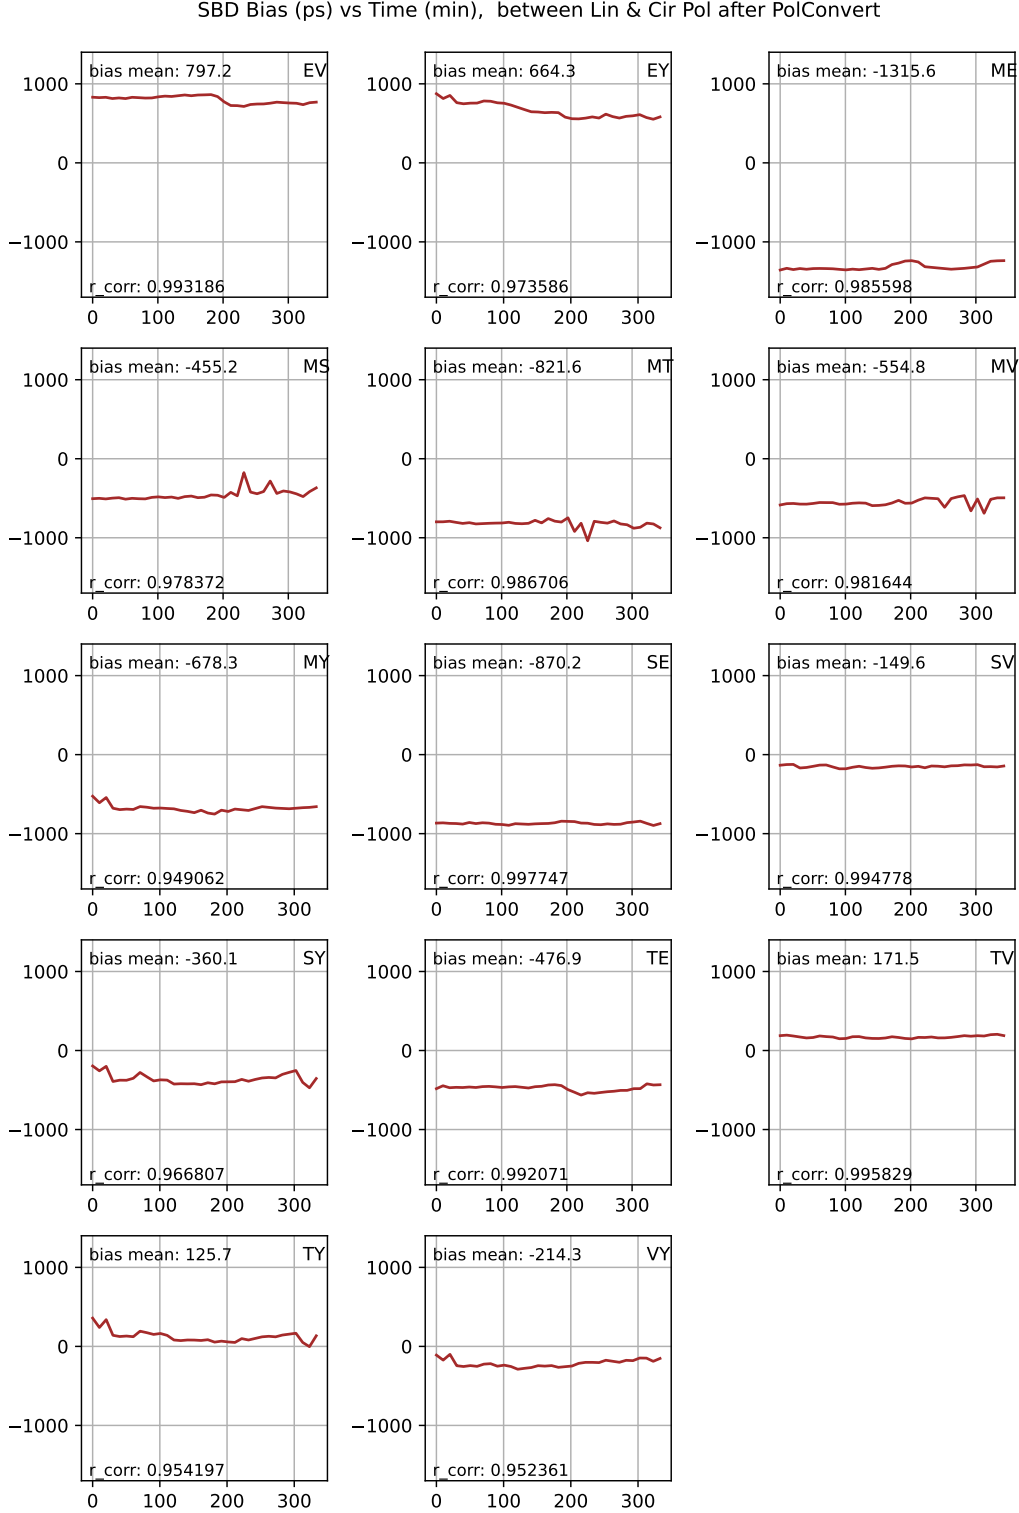 SBD Bias (ps) vs Time (min),  between Lin & Cir Pol after PolConvert
bias mean: 797.2 EV
1000
0
−1000
r_corr: 0.993186
0 100 200 300
bias mean: 664.3 EY
1000
0
−1000
r_corr: 0.973586
0 100 200 300
bias mean: -1315.6 ME
1000
0
−1000
r_corr: 0.985598
0 100 200 300
bias mean: -455.2 MS
1000
0
−1000
r_corr: 0.978372
0 100 200 300
bias mean: -821.6 MT
1000
0
−1000
r_corr: 0.986706
0 100 200 300
bias mean: -554.8 MV
1000
0
−1000
r_corr: 0.981644
0 100 200 300
bias mean: -678.3 MY
1000
0
−1000
r_corr: 0.949062
0 100 200 300
bias mean: -870.2 SE
1000
0
−1000
r_corr: 0.997747
0 100 200 300
bias mean: -149.6 SV
1000
0
−1000
r_corr: 0.994778
0 100 200 300
bias mean: -360.1 SY
1000
0
−1000
r_corr: 0.966807
0 100 200 300
bias mean: -476.9 TE
1000
0
−1000
r_corr: 0.992071
0 100 200 300
bias mean: 171.5 TV
1000
0
−1000
r_corr: 0.995829
0 100 200 300
bias mean: 125.7 TY
1000
0
−1000
r_corr: 0.954197
0 100 200 300
bias mean: -214.3 VY
1000
0
−1000
r_corr: 0.952361
0 100 200 300